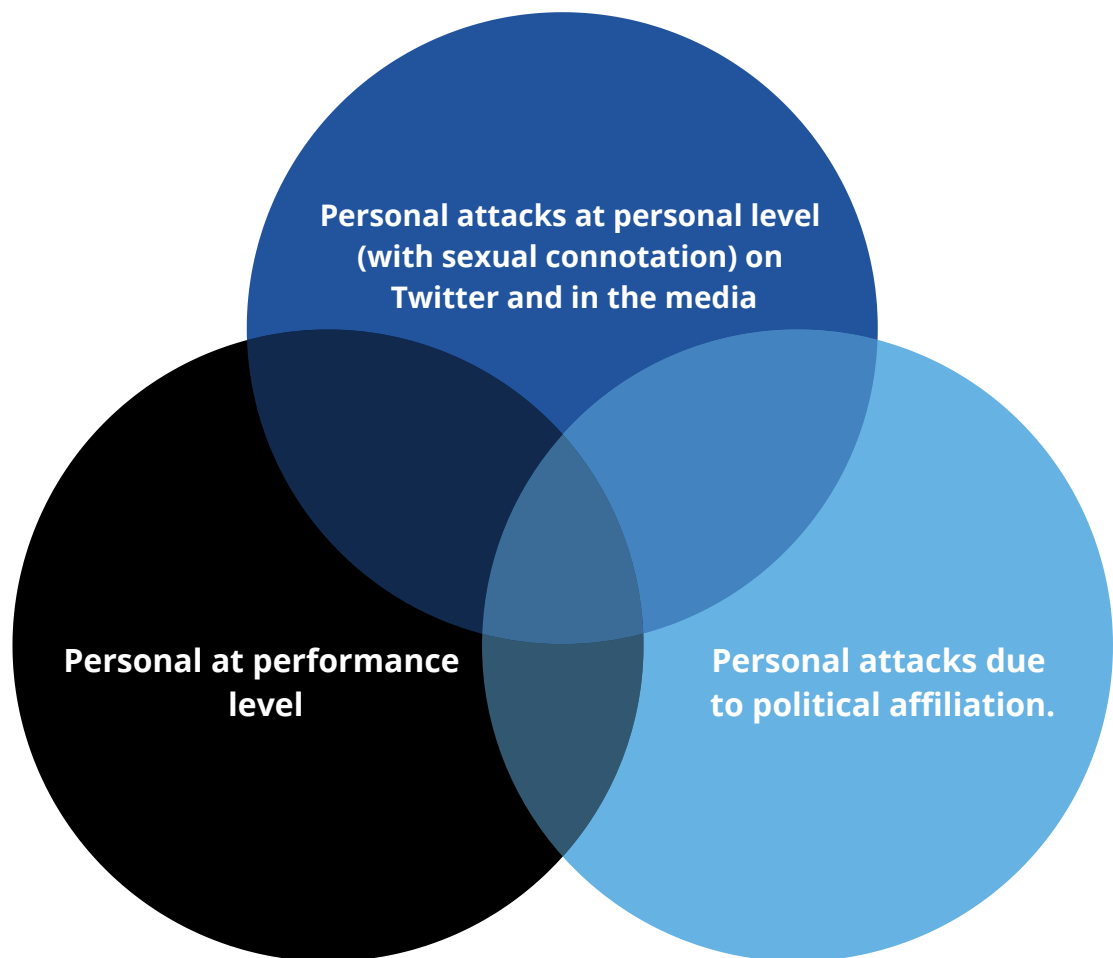 Personal attacks at personal level
(with sexual connotation) on
Twitter and in the media
Personal at performance
level
Personal attacks due
to political affiliation.